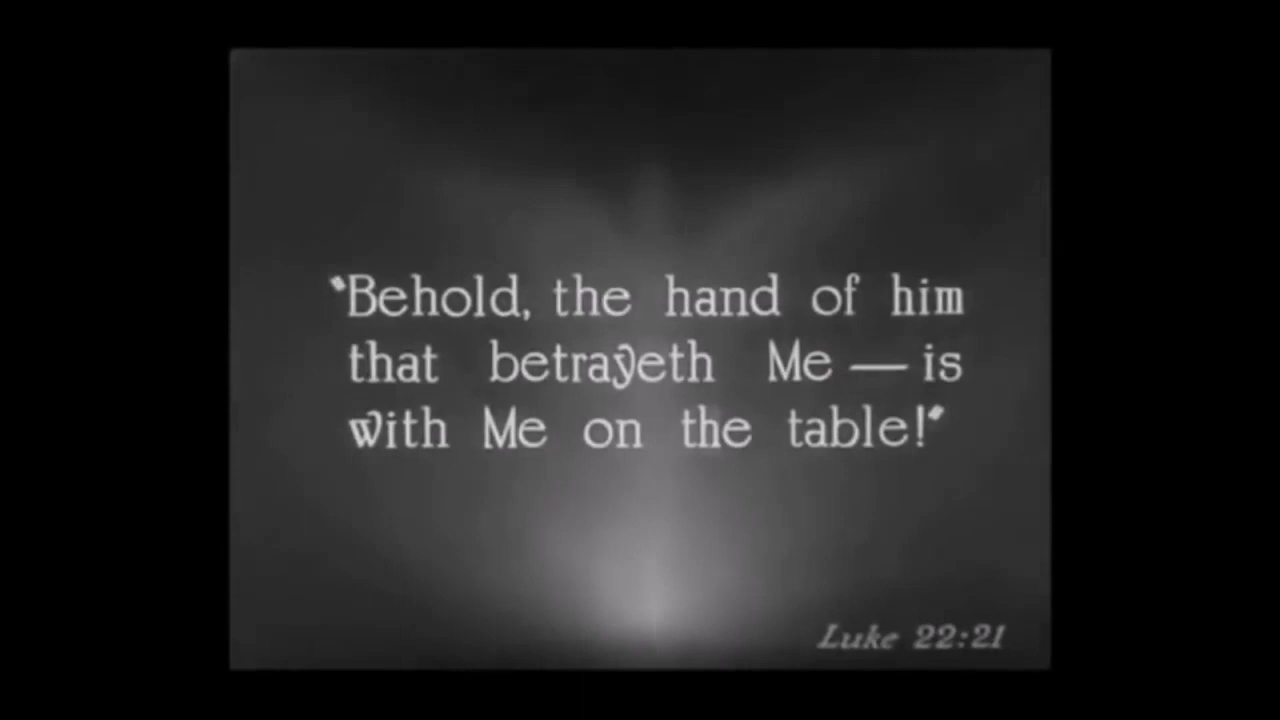 "Behold, the hand of him
that betrayeth Me — is
with Me on the table!"
Luke 22:21